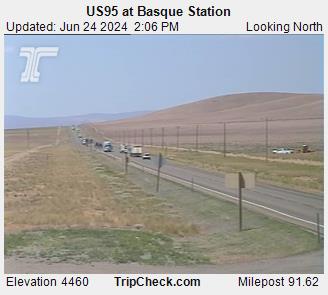 US95 at Basque Station
Updated: Jun 24 2024 2:06 PM Looking North
Elevation 4460 TripCheck.com Milepost 91.62